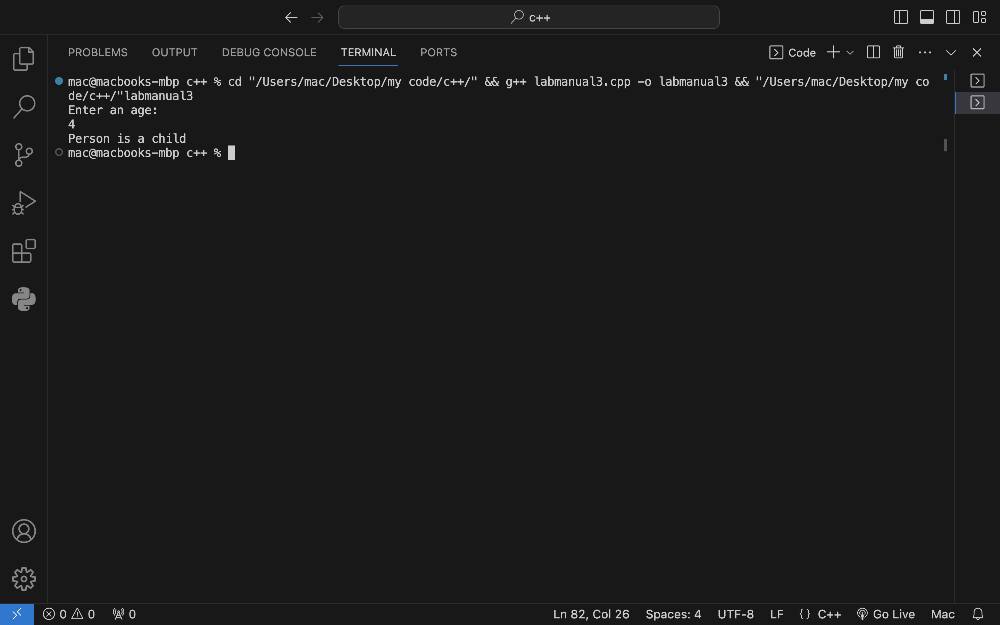 c++
PROBLEMS OUTPUT DEBUG CONSOLE TERMINAL PORTS Code
mac@macbooks-mbp c++ % cd "/Users/mac/Desktop/my code/c++/" && g++ labmanual3.cpp -o labmanual3 && "/Users/mac/Desktop/my co
de/c++/"labmanual3
Enter an age:
4
Person is a child
mac@macbooks-mbp c++ %
0 0 0 Ln 82, Col 26 Spaces: 4 UTF-8 LF {} C++ Go Live Mac